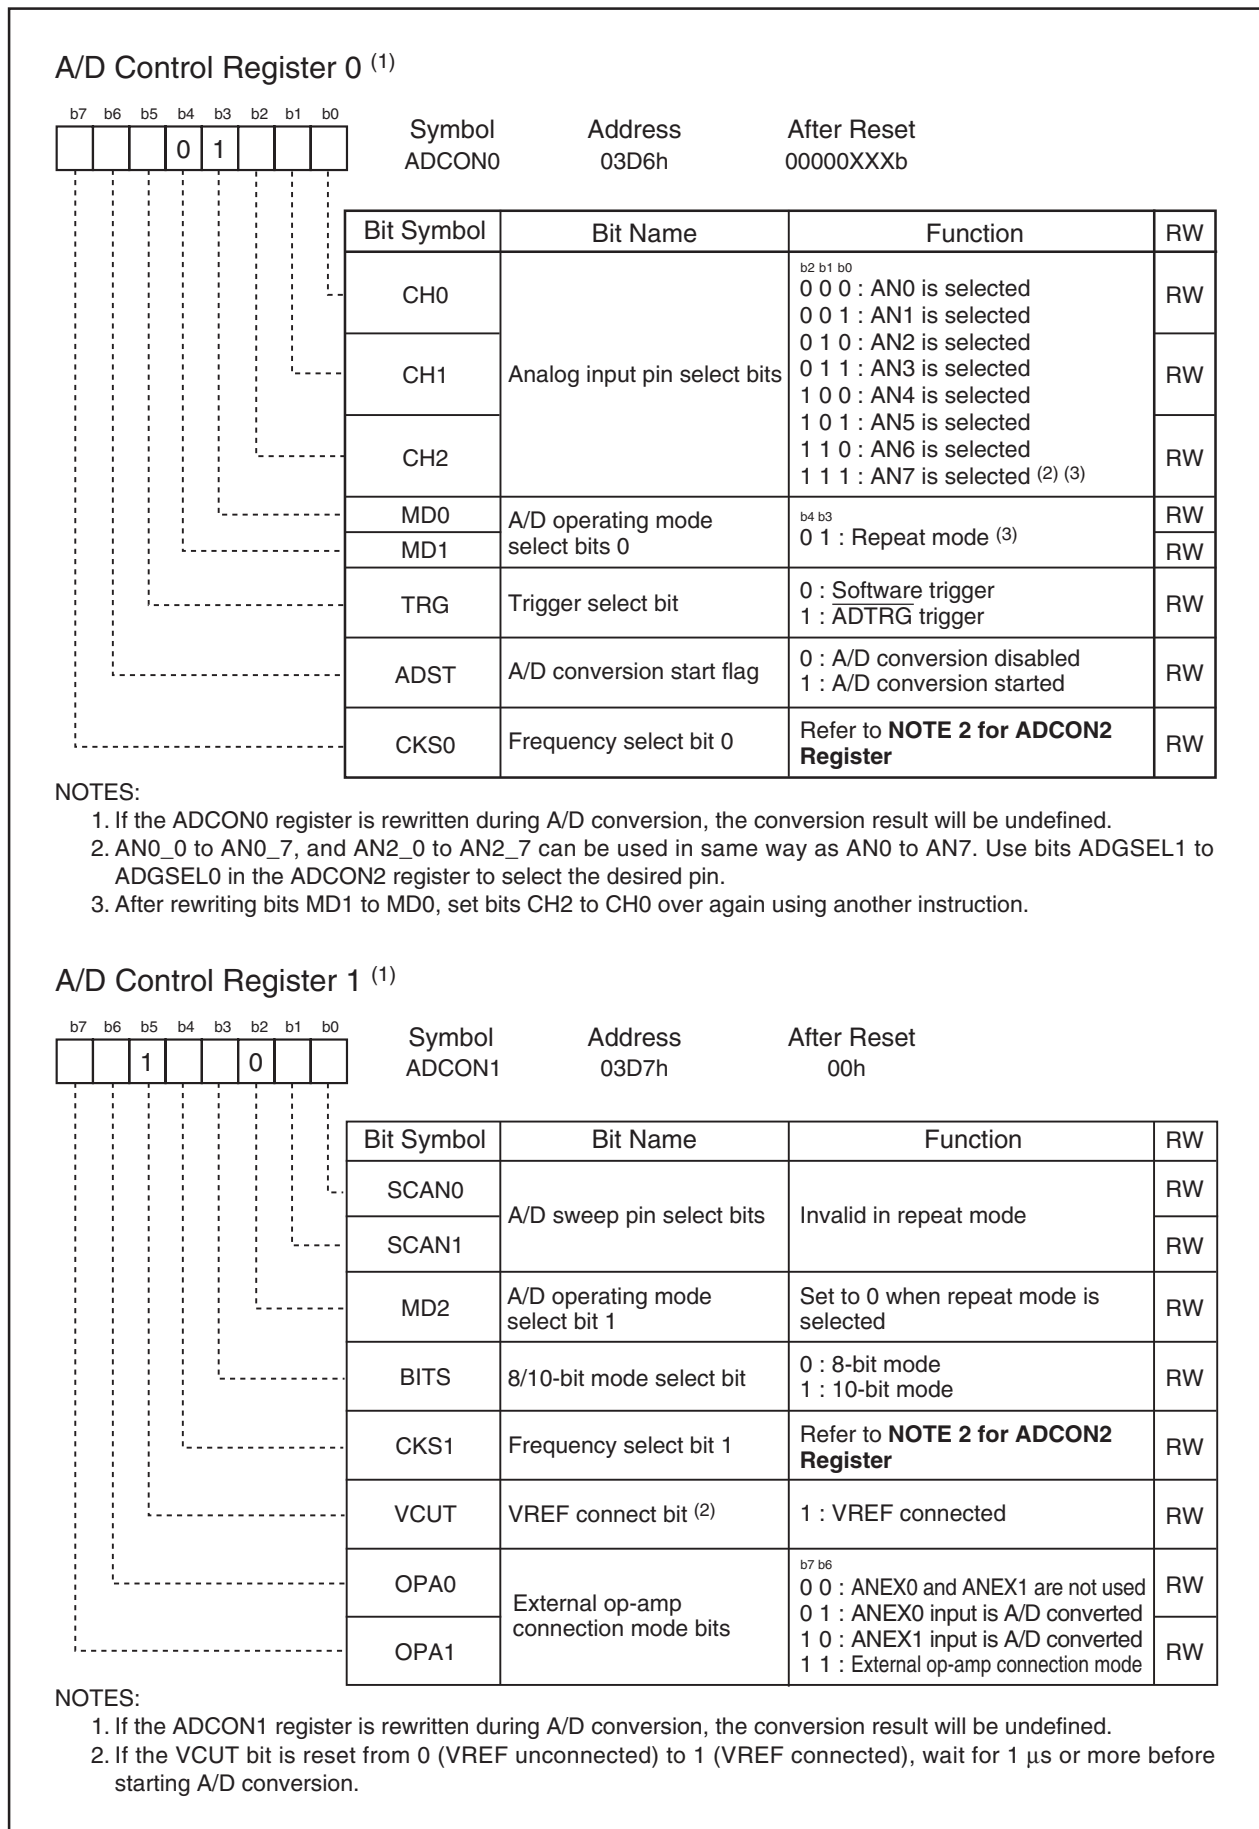 A/D Control Register 0 (1)
b7 b6 b5 b4 b3 b2 b1 b0
0 1
Symbol Address After Reset
ADCON0 03D6h 00000XXXb
Bit Symbol Bit Name Function RW
CH0 RW
CH1 RW
CH2 RW
Analog input pin select bits
b2 b1 b0
0 0 0 : AN0 is selected
0 0 1 : AN1 is selected
0 1 0 : AN2 is selected
0 1 1 : AN3 is selected
1 0 0 : AN4 is selected
1 0 1 : AN5 is selected
1 1 0 : AN6 is selected
1 1 1 : AN7 is selected (2) (3)
MD0 RW
MD1 RW
A/D operating mode
select bits 0
b4 b3
0 1 : Repeat mode (3)
TRG Trigger select bit RW
0 : Software trigger
1 : ADTRG trigger
ADST A/D conversion start flag RW
0 : A/D conversion disabled
1 : A/D conversion started
CKS0 Frequency select bit 0 RW
Refer to NOTE 2 for ADCON2
Register
NOTES:
1. If the ADCON0 register is rewritten during A/D conversion, the conversion result will be undefined.
2. AN0_0 to AN0_7, and AN2_0 to AN2_7 can be used in same way as AN0 to AN7. Use bits ADGSEL1 to
ADGSEL0 in the ADCON2 register to select the desired pin.
3. After rewriting bits MD1 to MD0, set bits CH2 to CH0 over again using another instruction.
A/D Control Register 1 (1)
b7 b6 b5 b4 b3 b2 b1 b0
1 0
Symbol Address After Reset
ADCON1 03D7h 00h
Bit Symbol Bit Name Function RW
SCAN0 RW
SCAN1 RW
A/D sweep pin select bits Invalid in repeat mode
MD2 RW
A/D operating mode
select bit 1
Set to 0 when repeat mode is
selected
BITS 8/10-bit mode select bit RW
0 : 8-bit mode
1 : 10-bit mode
CKS1 Frequency select bit 1 RW
Refer to NOTE 2 for ADCON2
Register
VCUT VREF connect bit (2) 1 : VREF connected RW
OPA0 RW
OPA1 RW
External op-amp
connection mode bits
b7 b6
0 0 : ANEX0 and ANEX1 are not used
0 1 : ANEX0 input is A/D converted
1 0 : ANEX1 input is A/D converted
1 1 : External op-amp connection mode
NOTES:
1. If the ADCON1 register is rewritten during A/D conversion, the conversion result will be undefined.
2. If the VCUT bit is reset from 0 (VREF unconnected) to 1 (VREF connected), wait for 1 μs or more before
starting A/D conversion.